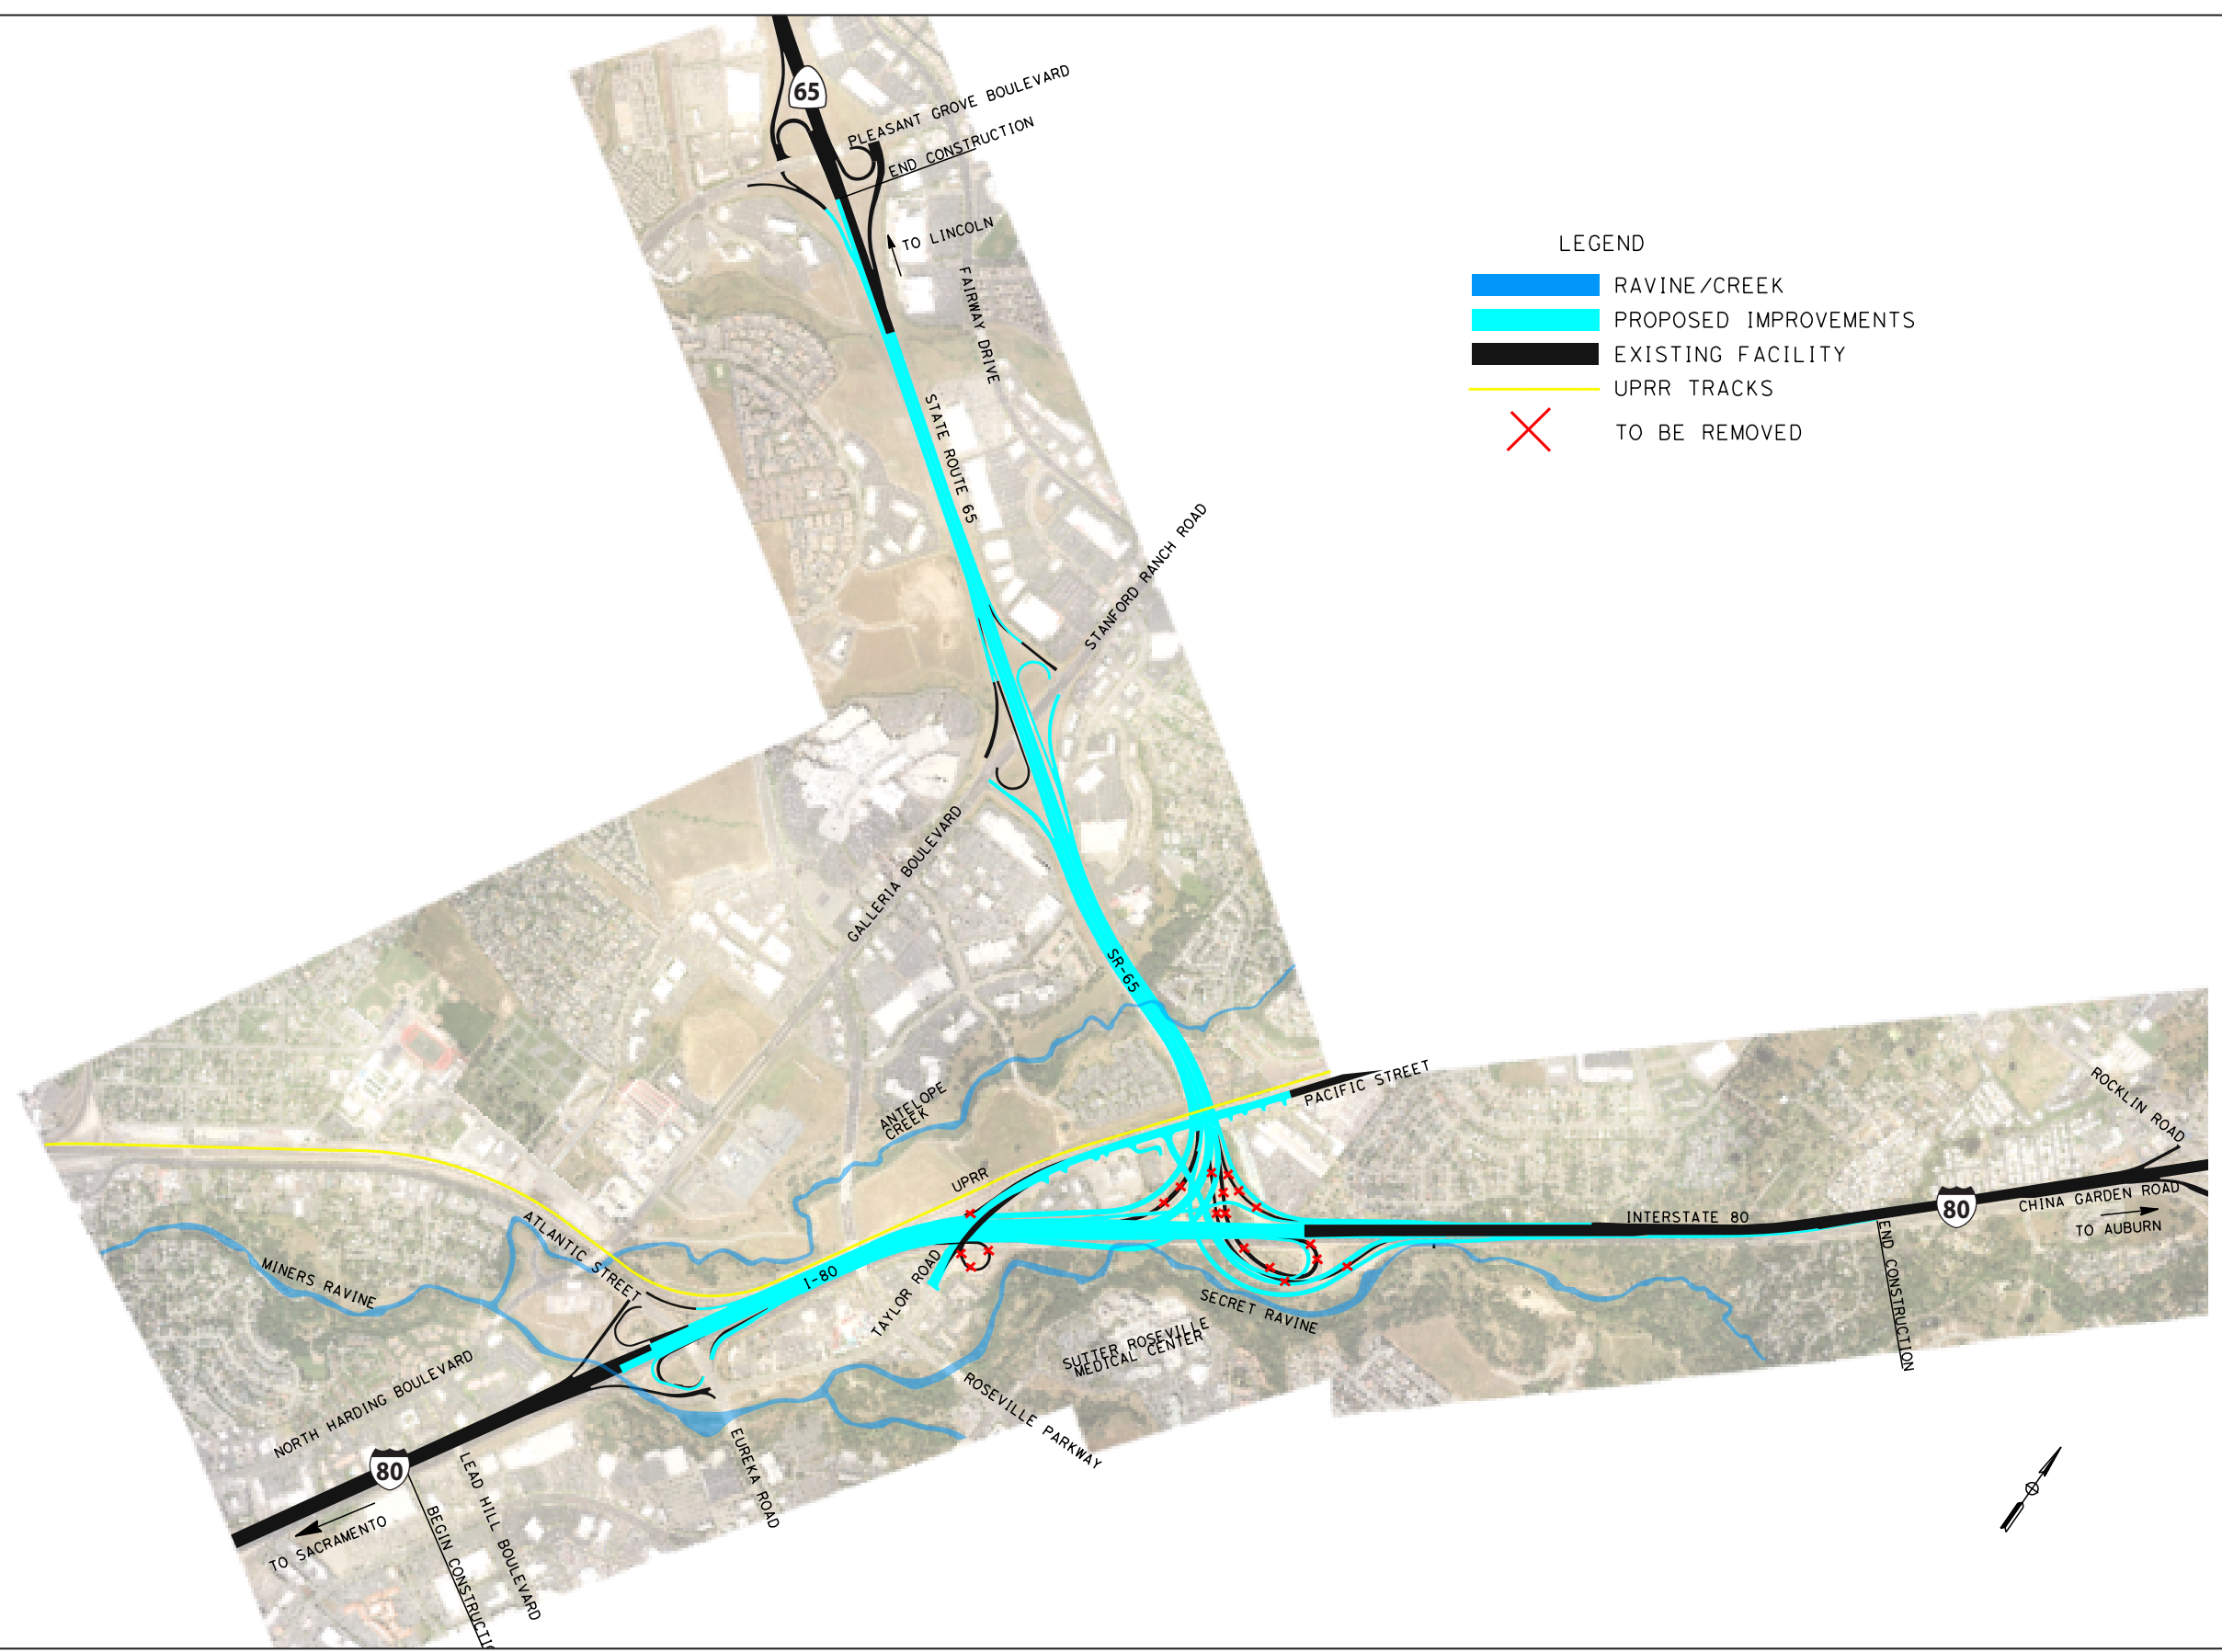 65
PLEASANT GROVE BOULEVARD
END CONSTRUCTION
TO LINCOLN
FAIRWAY DRIVE
LEGEND
RAVINE/CREEK
PROPOSED IMPROVEMENTS
EXISTING FACILITY
UPRR TRACKS
TO BE REMOVED
STATE ROUTE 65
STANFORD RANCH ROAD
GALLERIA BOULEVARD
SR-65
ANTELOPE
CREEK
PACIFIC STREET
ROCKLIN ROAD
UPRR
ATLANTIC STREET
MINERS RAVINE
I-80
TAYLOR ROAD
INTERSTATE 80
80
CHINA GARDEN ROAD
TO AUBURN
END CONSTRUCTION
SECRET RAVINE
SUTTER ROSEVILLE
MEDICAL CENTER
ROSEVILLE PARKWAY
NORTH HARDING BOULEVARD
EUREKA ROAD
80
LEAD HILL BOULEVARD
TO SACRAMENTO
BEGIN CONSTRUCTIO